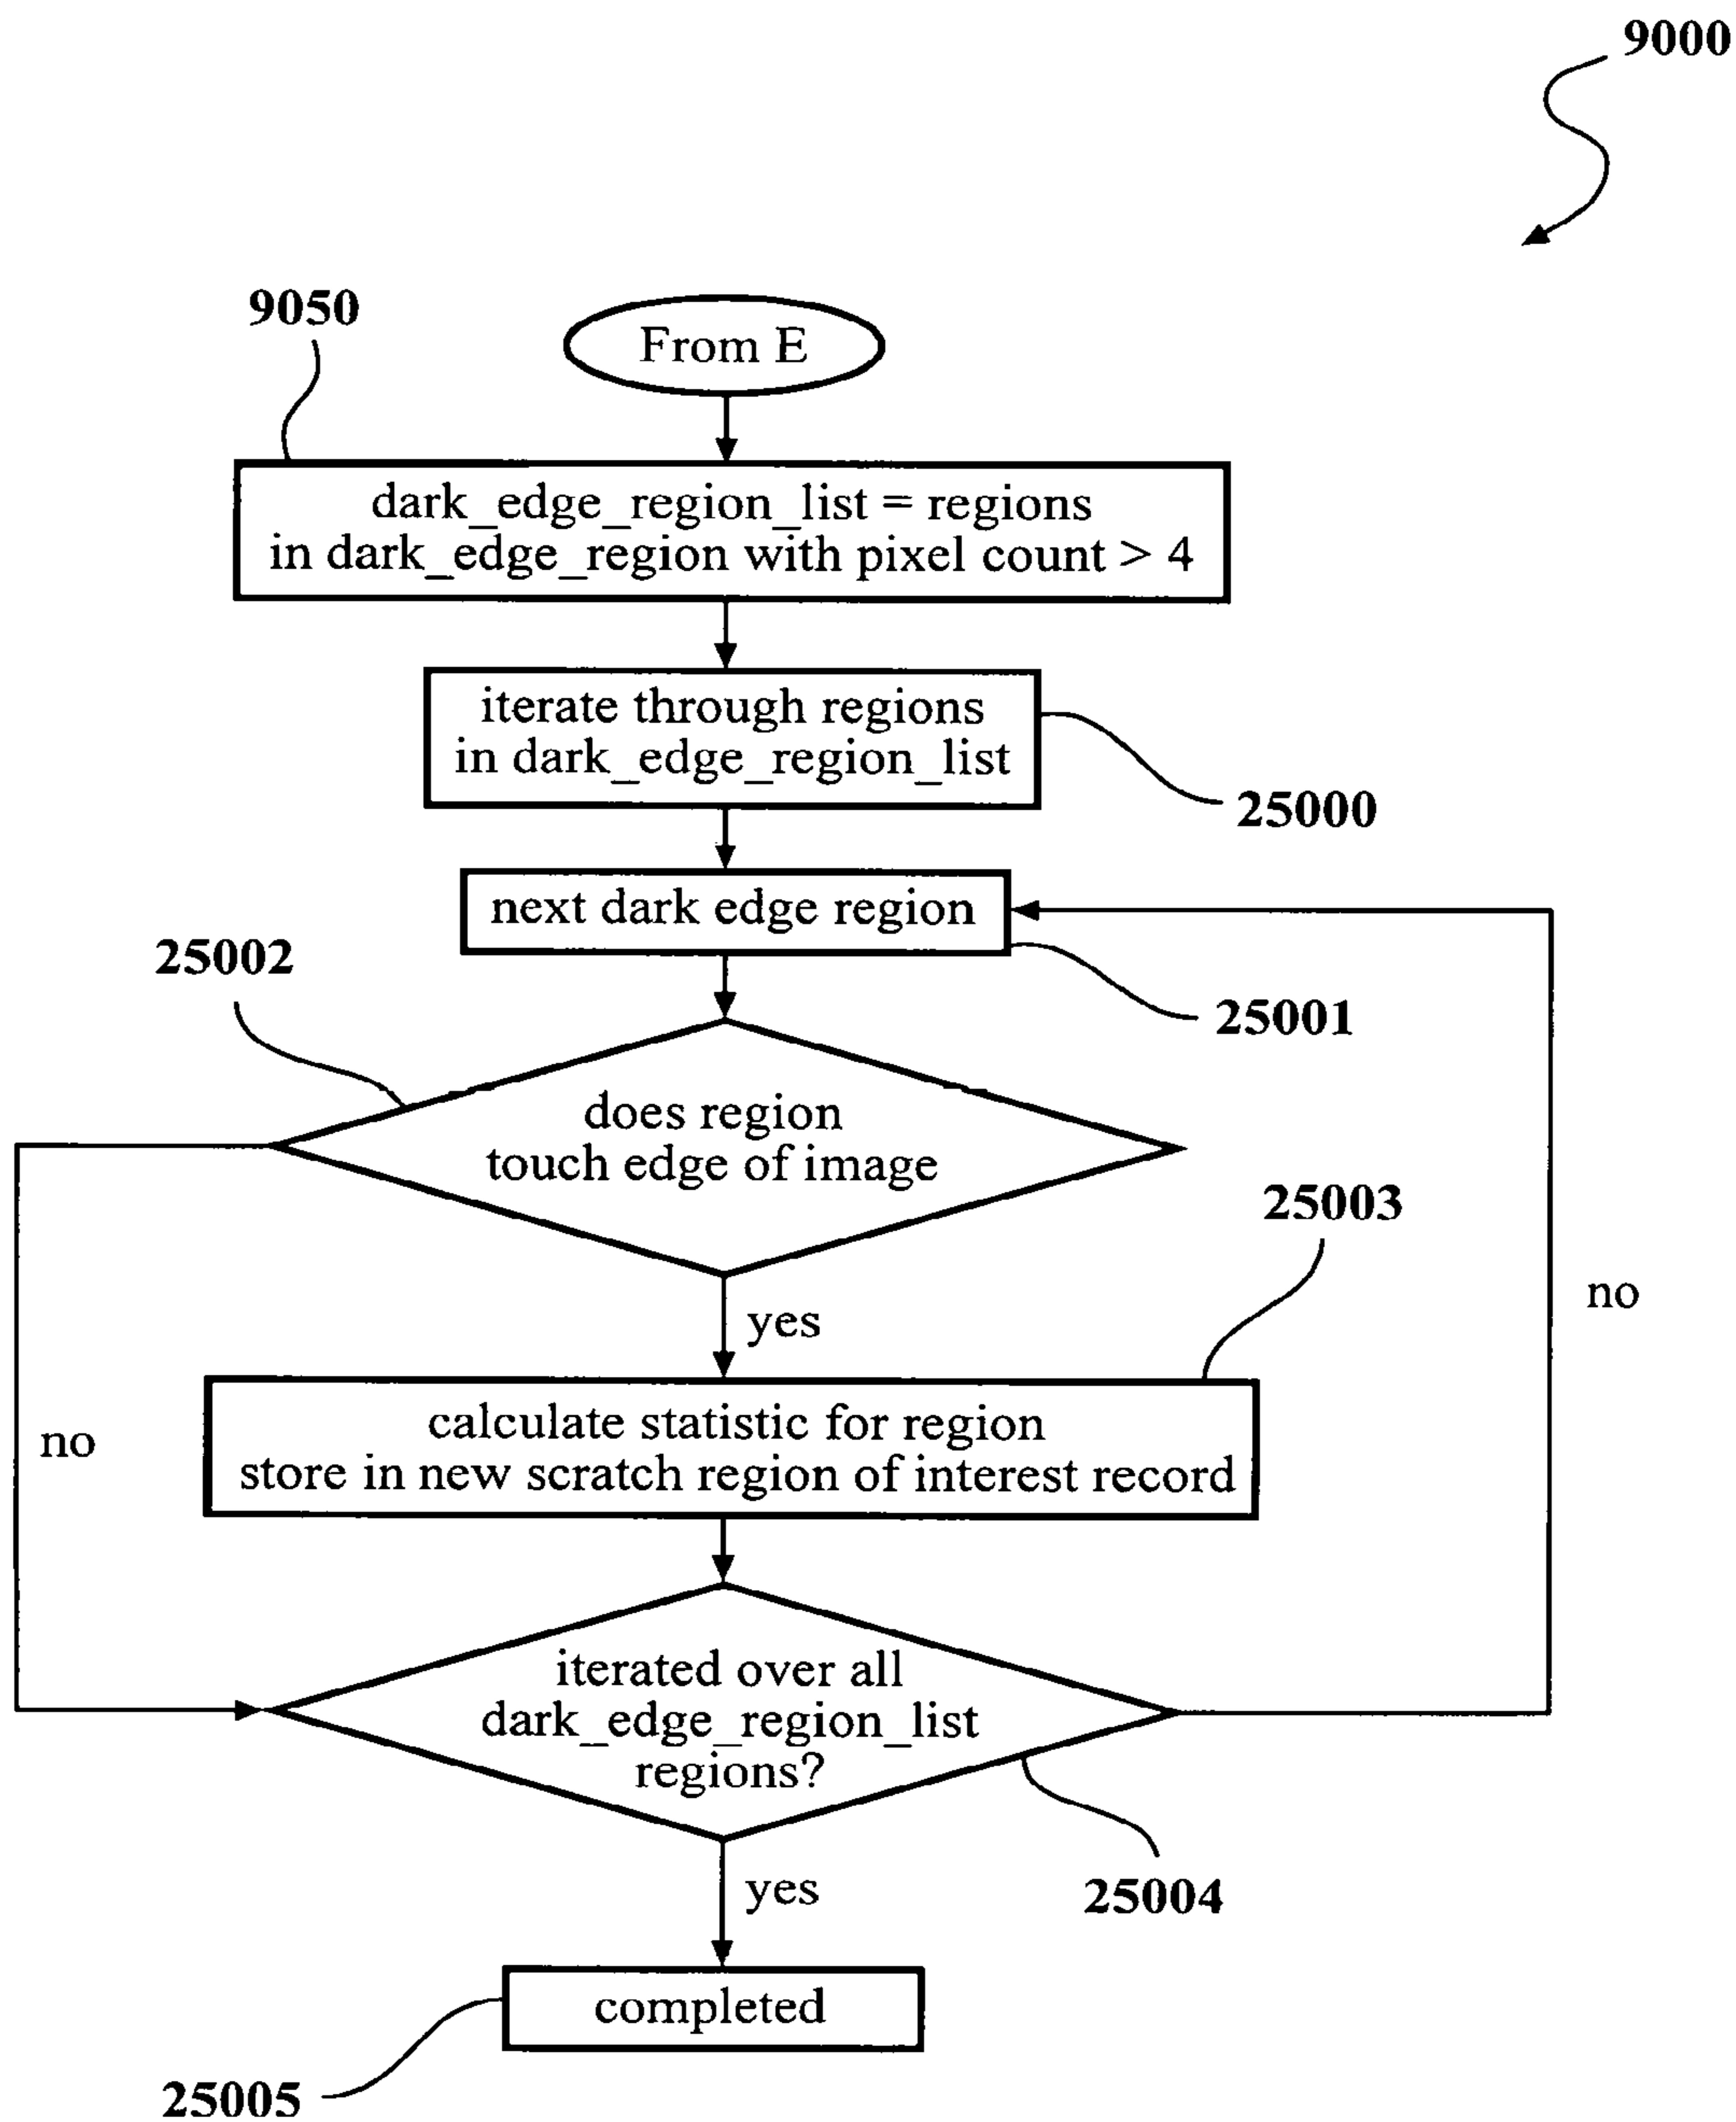 9000
9050
From E
dark_edge_region_list = regions
in dark_edge_region with pixel count > 4
iterate through regions
in dark_edge_region_list
25000
next dark edge region
25002
25001
does region
touch edge of image
25003
no
yes
calculate statistic for region
no
store in new scratch region of interest record
iterated over all
dark_edge_region_list
regions?
yes
25004
completed
25005